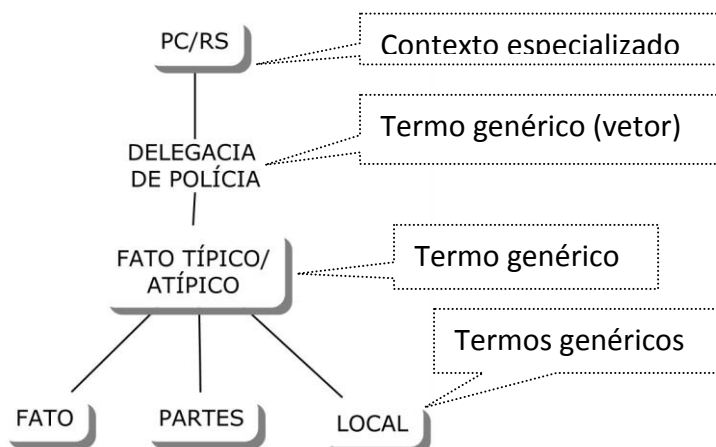 PC/RS
Contexto especializado
Termo genérico (vetor)
DELEGACIA
DE POLÍCIA
FATO TÍPICO/
ATÍPICO
Termo genérico
Termos genéricos
FATO
PARTES
LOCAL